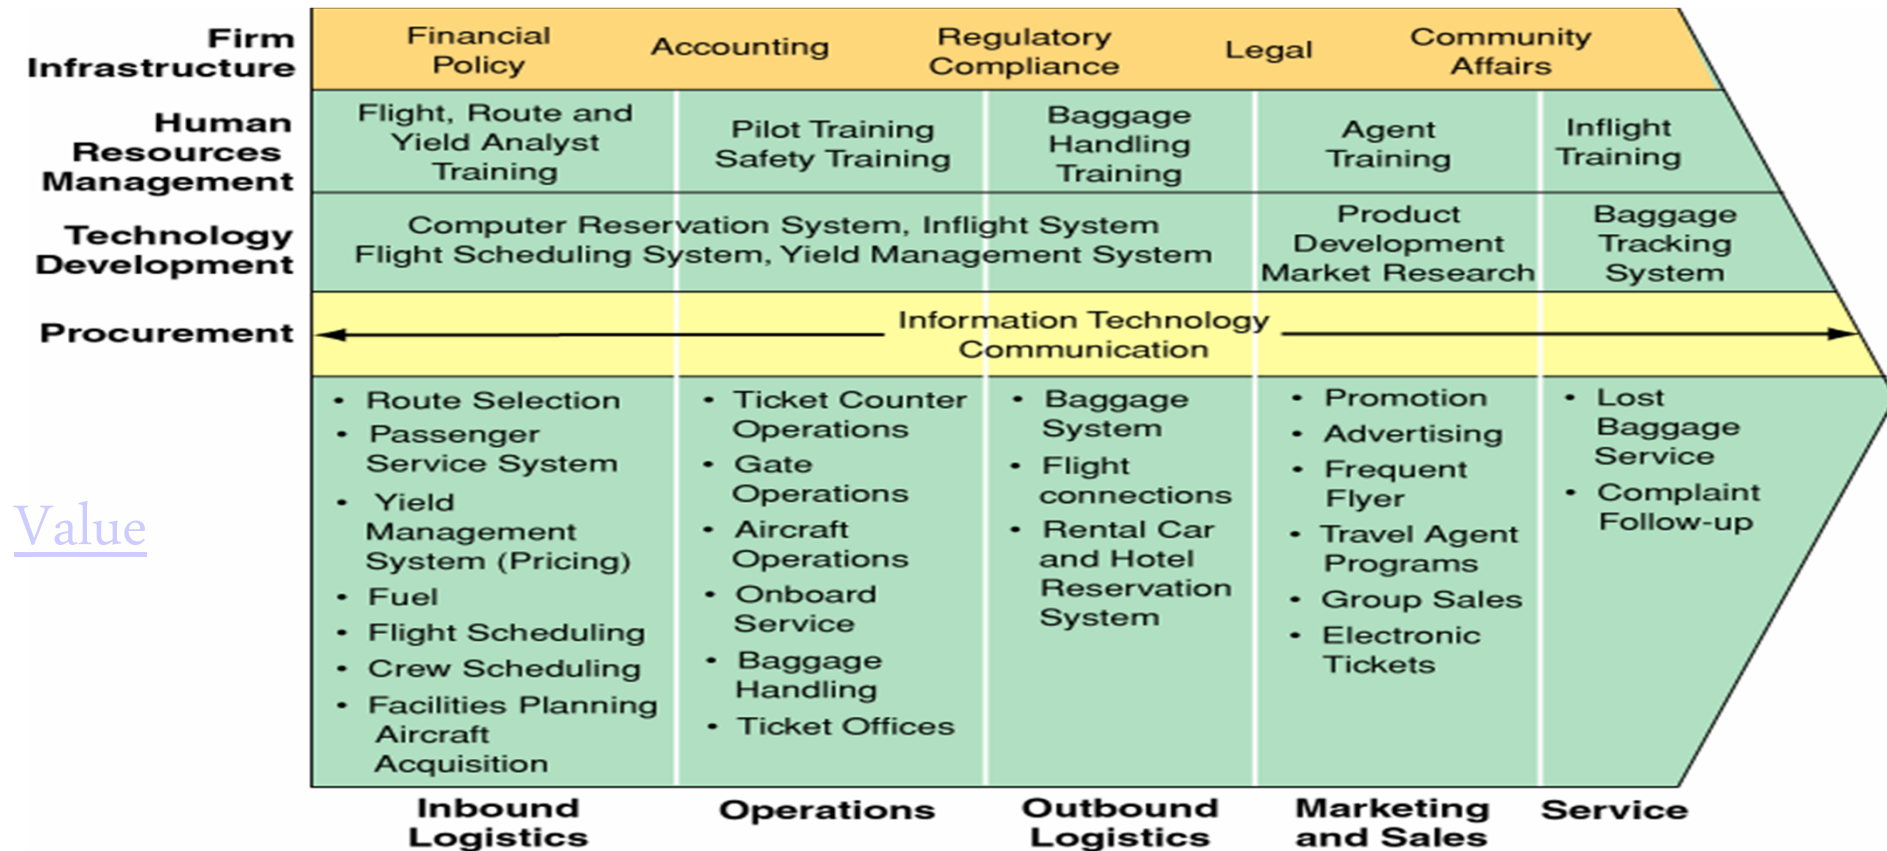 Firm
Infrastructure
Financial
Policy
Accounting
Regulatory
Compliance
Legal
Community
Affairs
Human
Resources
Management
Flight, Route and
Yield Analyst
Training
Pilot Training
Safety Training
Baggage
Handling
Training
Agent
Training
Inflight
Training
Technology
Development
Computer Reservation System, Inflight System
Flight Scheduling System, Yield Management System
Product
Development
Market Research
Baggage
Tracking
System
Procurement
Information Technology
Communication
Value
• Route Selection
• Passenger
Service System
• Yield
Management
System (Pricing)
• Fuel
• Flight Scheduling
• Crew Scheduling
• Facilities Planning
Aircraft
Acquisition
• Ticket Counter
Operations
• Gate
Operations
• Aircraft
Operations
• Onboard
Service
• Baggage
Handling
• Ticket Offices
• Baggage
System
• Flight
connections
• Rental Car
and Hotel
Reservation
System
• Promotion
• Advertising
• Frequent
Flyer
• Travel Agent
Programs
• Group Sales
• Electronic
Tickets
• Lost
Baggage
Service
• Complaint
Follow-up
Inbound
Logistics
Operations
Outbound
Logistics
Marketing
and Sales
Service